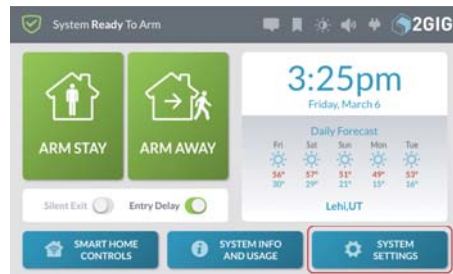 System Ready To Arm
2GIG
ARM STAY
ARM AWAY
Silent Exit
Entry Delay
3:25pm
Friday, March 6
Daily Forecast
Fri Sat Sun Mon Tue
56° 57° 51° 49° 53°
30° 29° 21° 15° 16°
Lehi,UT
SMART HOME
CONTROLS
SYSTEM INFO
AND USAGE
SYSTEM
SETTINGS